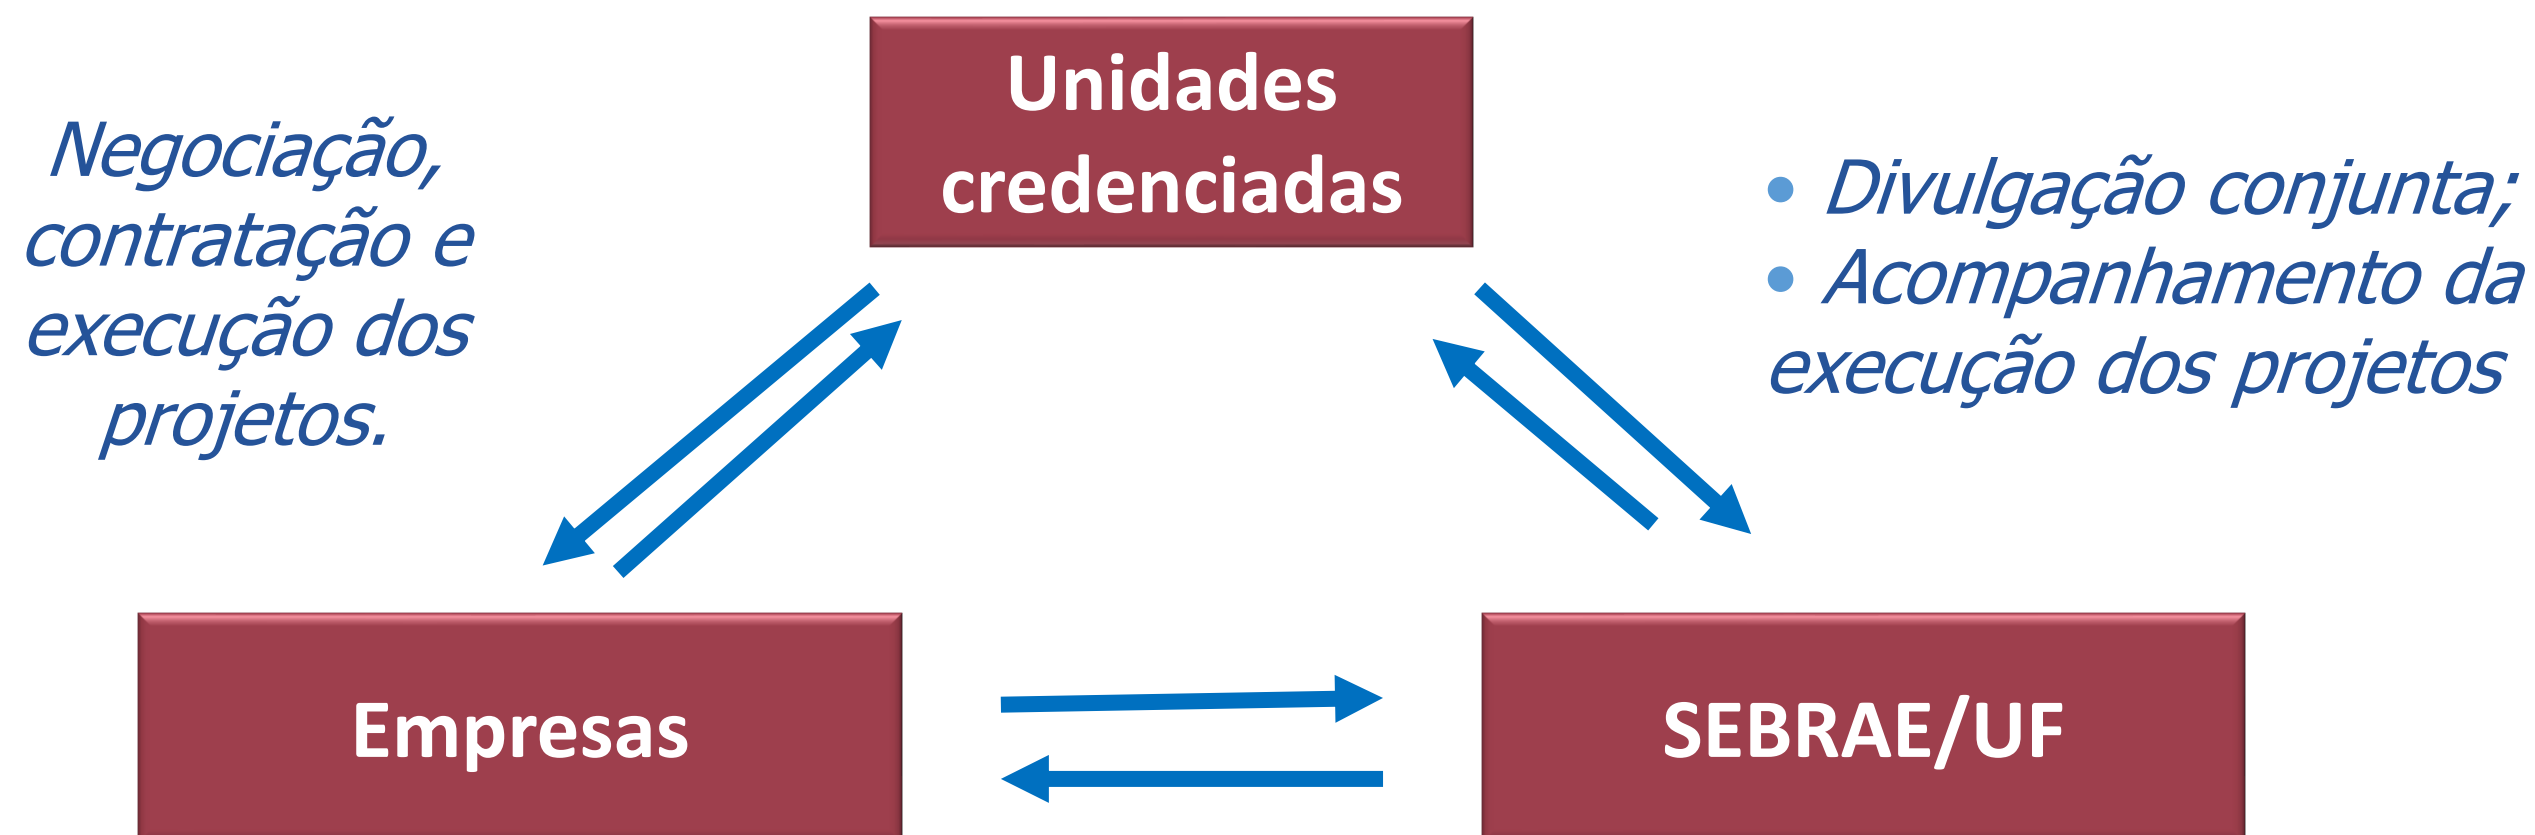 Unidades
credenciadas
Negociação,
contratação e
execução dos
projetos.
• Divulgação conjunta;
• Acompanhamento da
execução dos projetos
Empresas
SEBRAE/UF